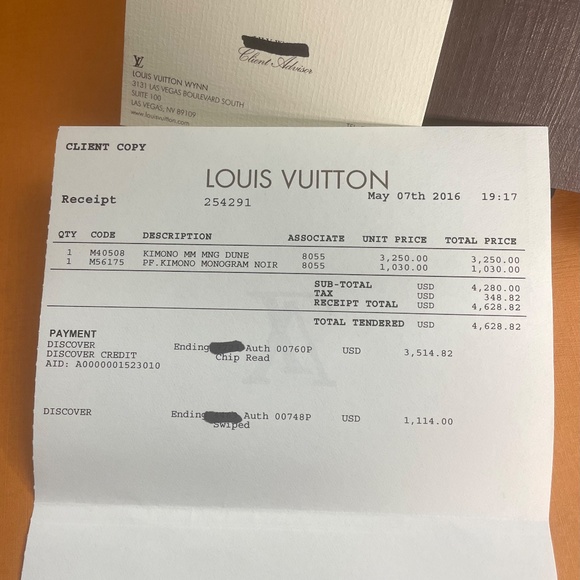 Client Advisor
LV
LOUIS VUITTON WYNN
3131 LAS VEGAS BOULEVARD SOUTH
SUITE 100
LAS VEGAS, NV 89109
www.louisvuitton.com
CLIENT COPY
LOUIS VUITTON
Receipt 254291 May 07th 2016 19:17
QTY CODE DESCRIPTION ASSOCIATE UNIT PRICE TOTAL PRICE
1 M40508 KIMONO MM MNG DUNE 8055 3,250.00 3,250.00
1 M56175 PF.KIMONO MONOGRAM NOIR 8055 1,030.00 1,030.00
SUB-TOTAL USD 4,280.00
TAX USD 348.82
RECEIPT TOTAL USD 4,628.82
TOTAL TENDERED USD 4,628.82
PAYMENT
DISCOVER Ending Auth 00760P USD 3,514.82
DISCOVER CREDIT Chip Read
AID: A0000001523010
DISCOVER Ending Auth 00748P USD 1,114.00
Swiped